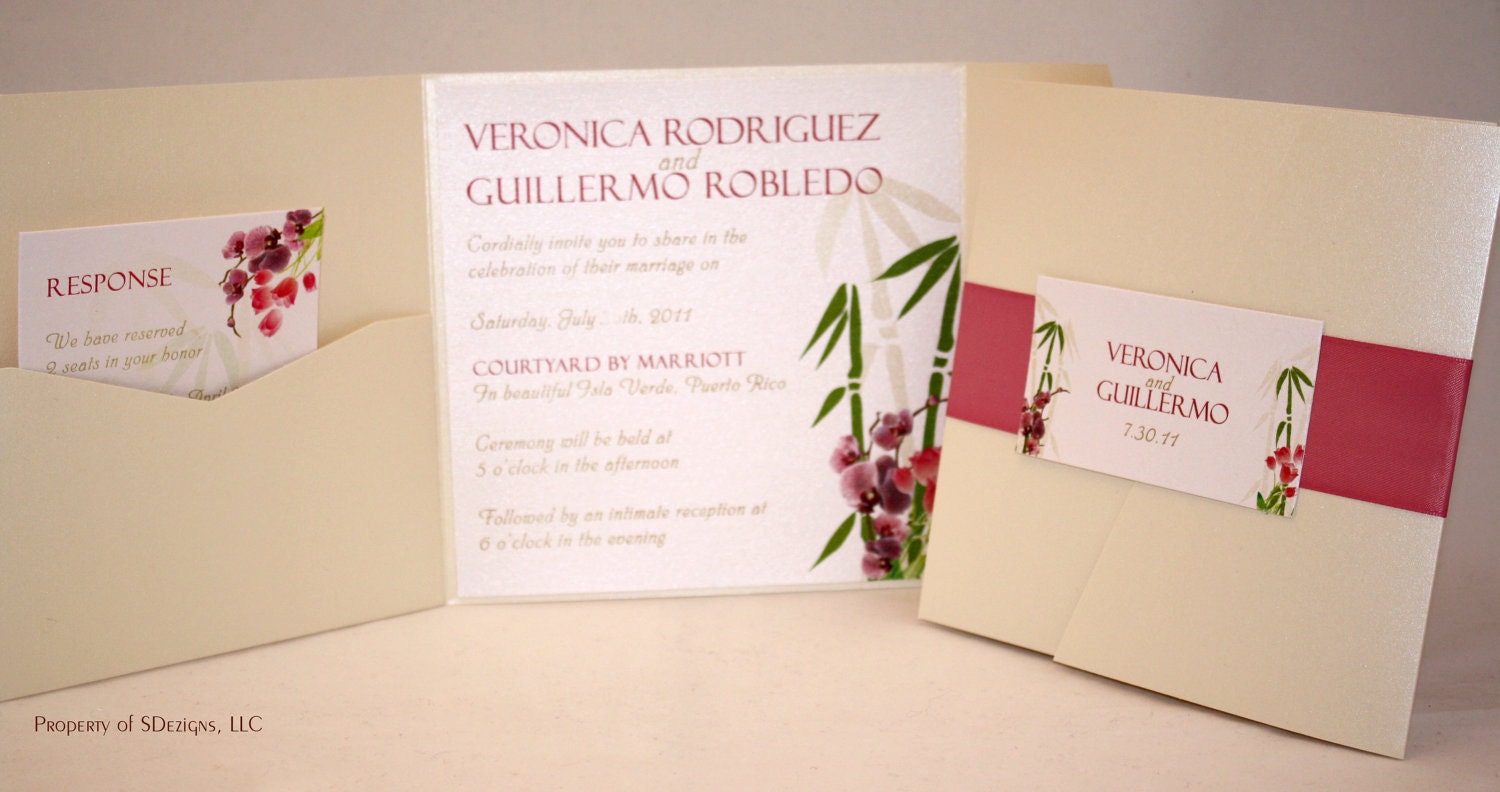 RESPONSE
We have reserved
2 seats in your honor
VERONICA RODRIGUEZ
and
GUILLERMO ROBLEDO
Cordially invite you to share in the
celebration of their marriage on
Saturday, July th, 2011
COURTYARD BY MARRIOTT
In beautiful Isla Verde, Puerto Rico
Ceremony will be held at
5 o'clock in the afternoon
Followed by an intimate reception at
6 o'clock in the evening
VERONICA
and
GUILLERMO
7.30.11
Property of SDezigns, LLC